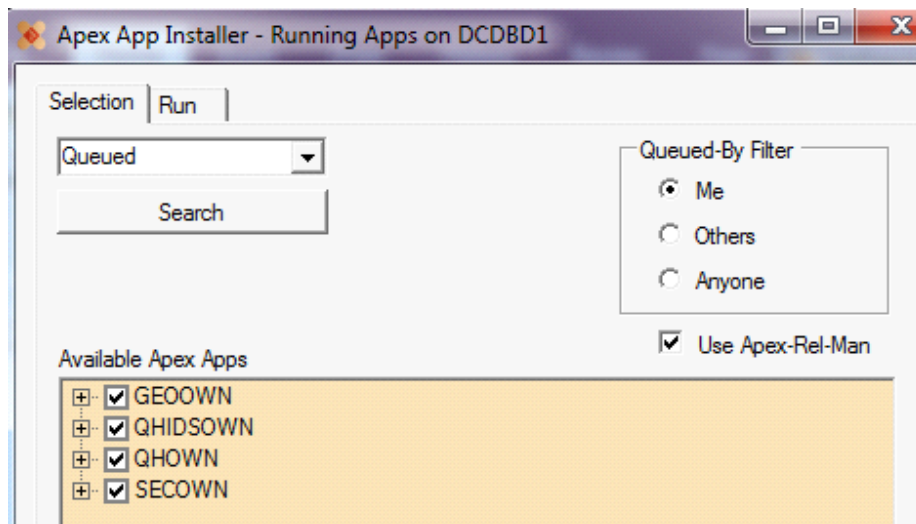 Apex App Installer - Running Apps on DCDBD1
Selection
Run
Queued
Search
Queued-By Filter
Me
Others
Anyone
Use Apex-Rel-Man
Available Apex Apps
GEOOWN
QHIDSOWN
QHOWN
SECOWN